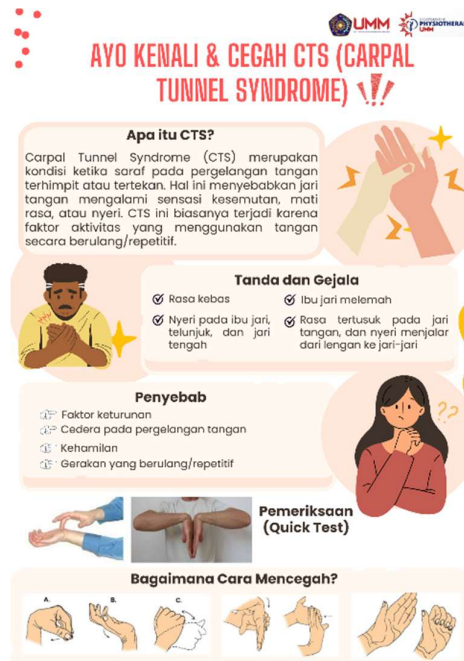 UMM
PHYSIOTHERAPY
UMM
AYO KENALI & CEGAH CTS (CARPAL
TUNNEL SYNDROME)
Apa itu CTS?
Carpal Tunnel Syndrome (CTS) merupakan
kondisi ketika saraf pada pergelangan tangan
terhimpit atau tertekan. Hal ini menyebabkan jari
tangan mengalami sensasi kesemutan, mati
rasa, atau nyeri. CTS ini biasanya terjadi karena
faktor aktivitas yang menggunakan tangan
secara berulang/repetitif.
Tanda dan Gejala
Rasa kebas
Nyeri pada ibu jari,
telunjuk, dan jari
tengah
Ibu jari melemah
Rasa tertusuk pada jari
tangan, dan nyeri menjalar
dari lengan ke jari-jari
Penyebab
Faktor keturunan
Cedera pada pergelangan tangan
Kehamilan
Gerakan yang berulang/repetitif
??
Pemeriksaan
(Quick Test)
Bagaimana Cara Mencegah?
A. B. C.